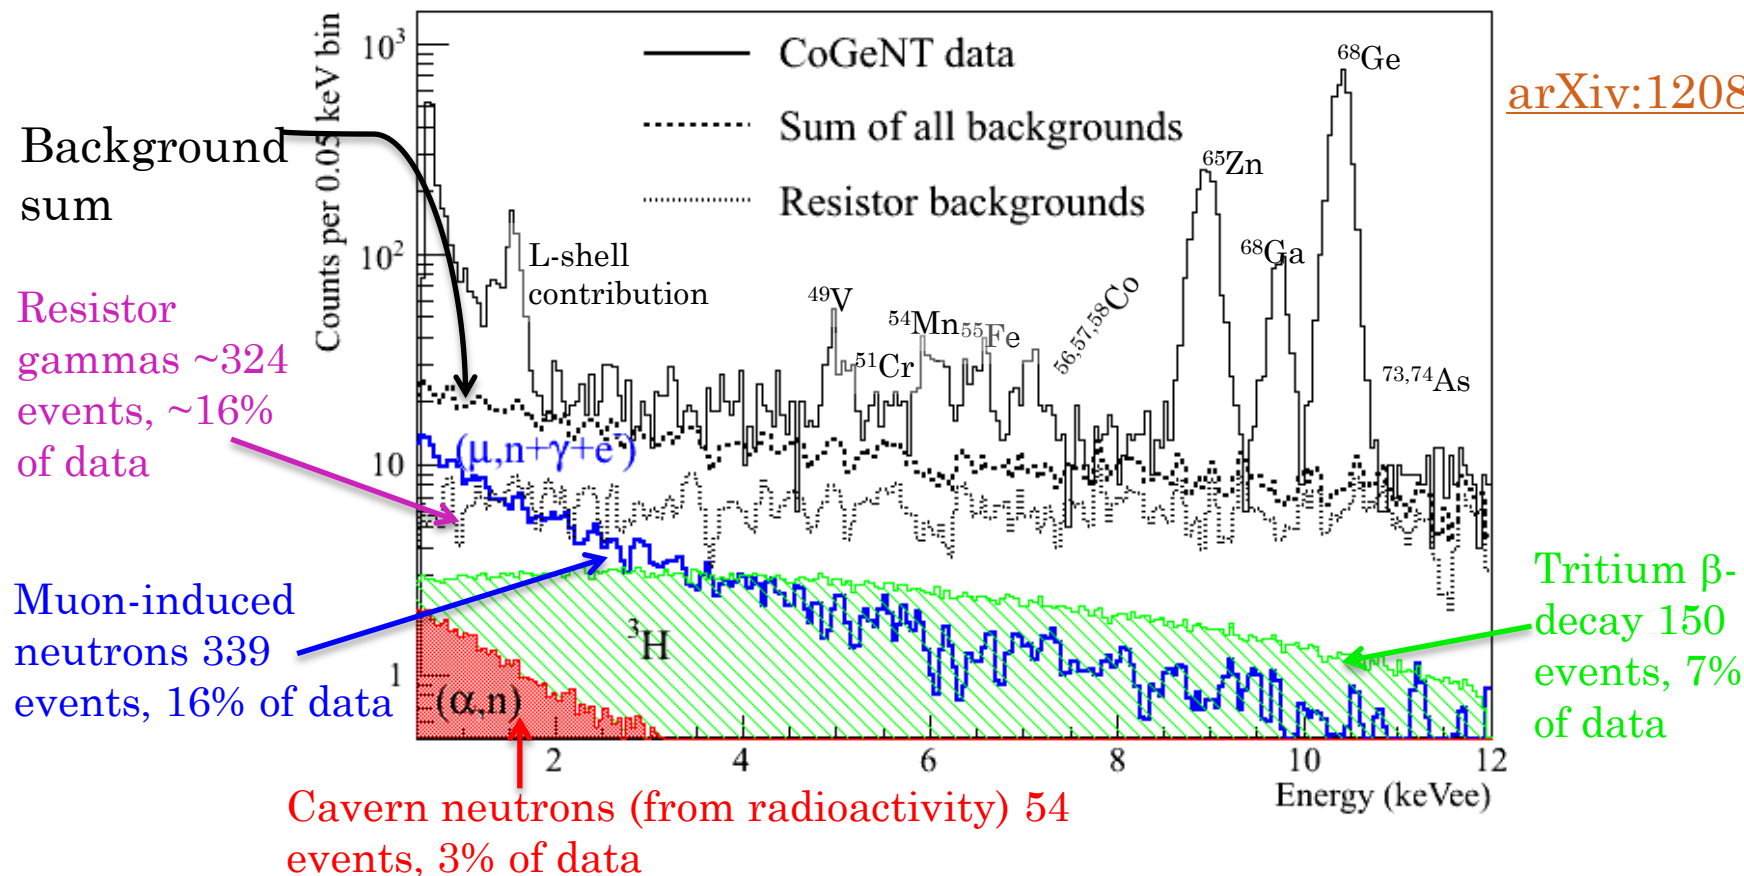 CoGeNT data
Sum of all backgrounds
Resistor backgrounds
arXiv:1208
Background
sum
Resistor
gammas ~324
events, ~16%
of data
Muon-induced
neutrons 339
events, 16% of data
Cavern neutrons (from radioactivity) 54
events, 3% of data
Tritium β-
decay 150
events, 7%
of data
Counts per 0.05 keV bin
10³
10²
10
1
L-shell
contribution
⁴⁹V
⁵¹Cr
⁵⁴Mn
⁵⁵Fe
⁵⁶,⁵⁷,⁵⁸Co
⁶⁵Zn
⁶⁸Ga
⁶⁸Ge
⁷³,⁷⁴As
(μ,n+γ+e⁻)
³H
(α,n)
2 4 6 8 10 12
Energy (keVee)